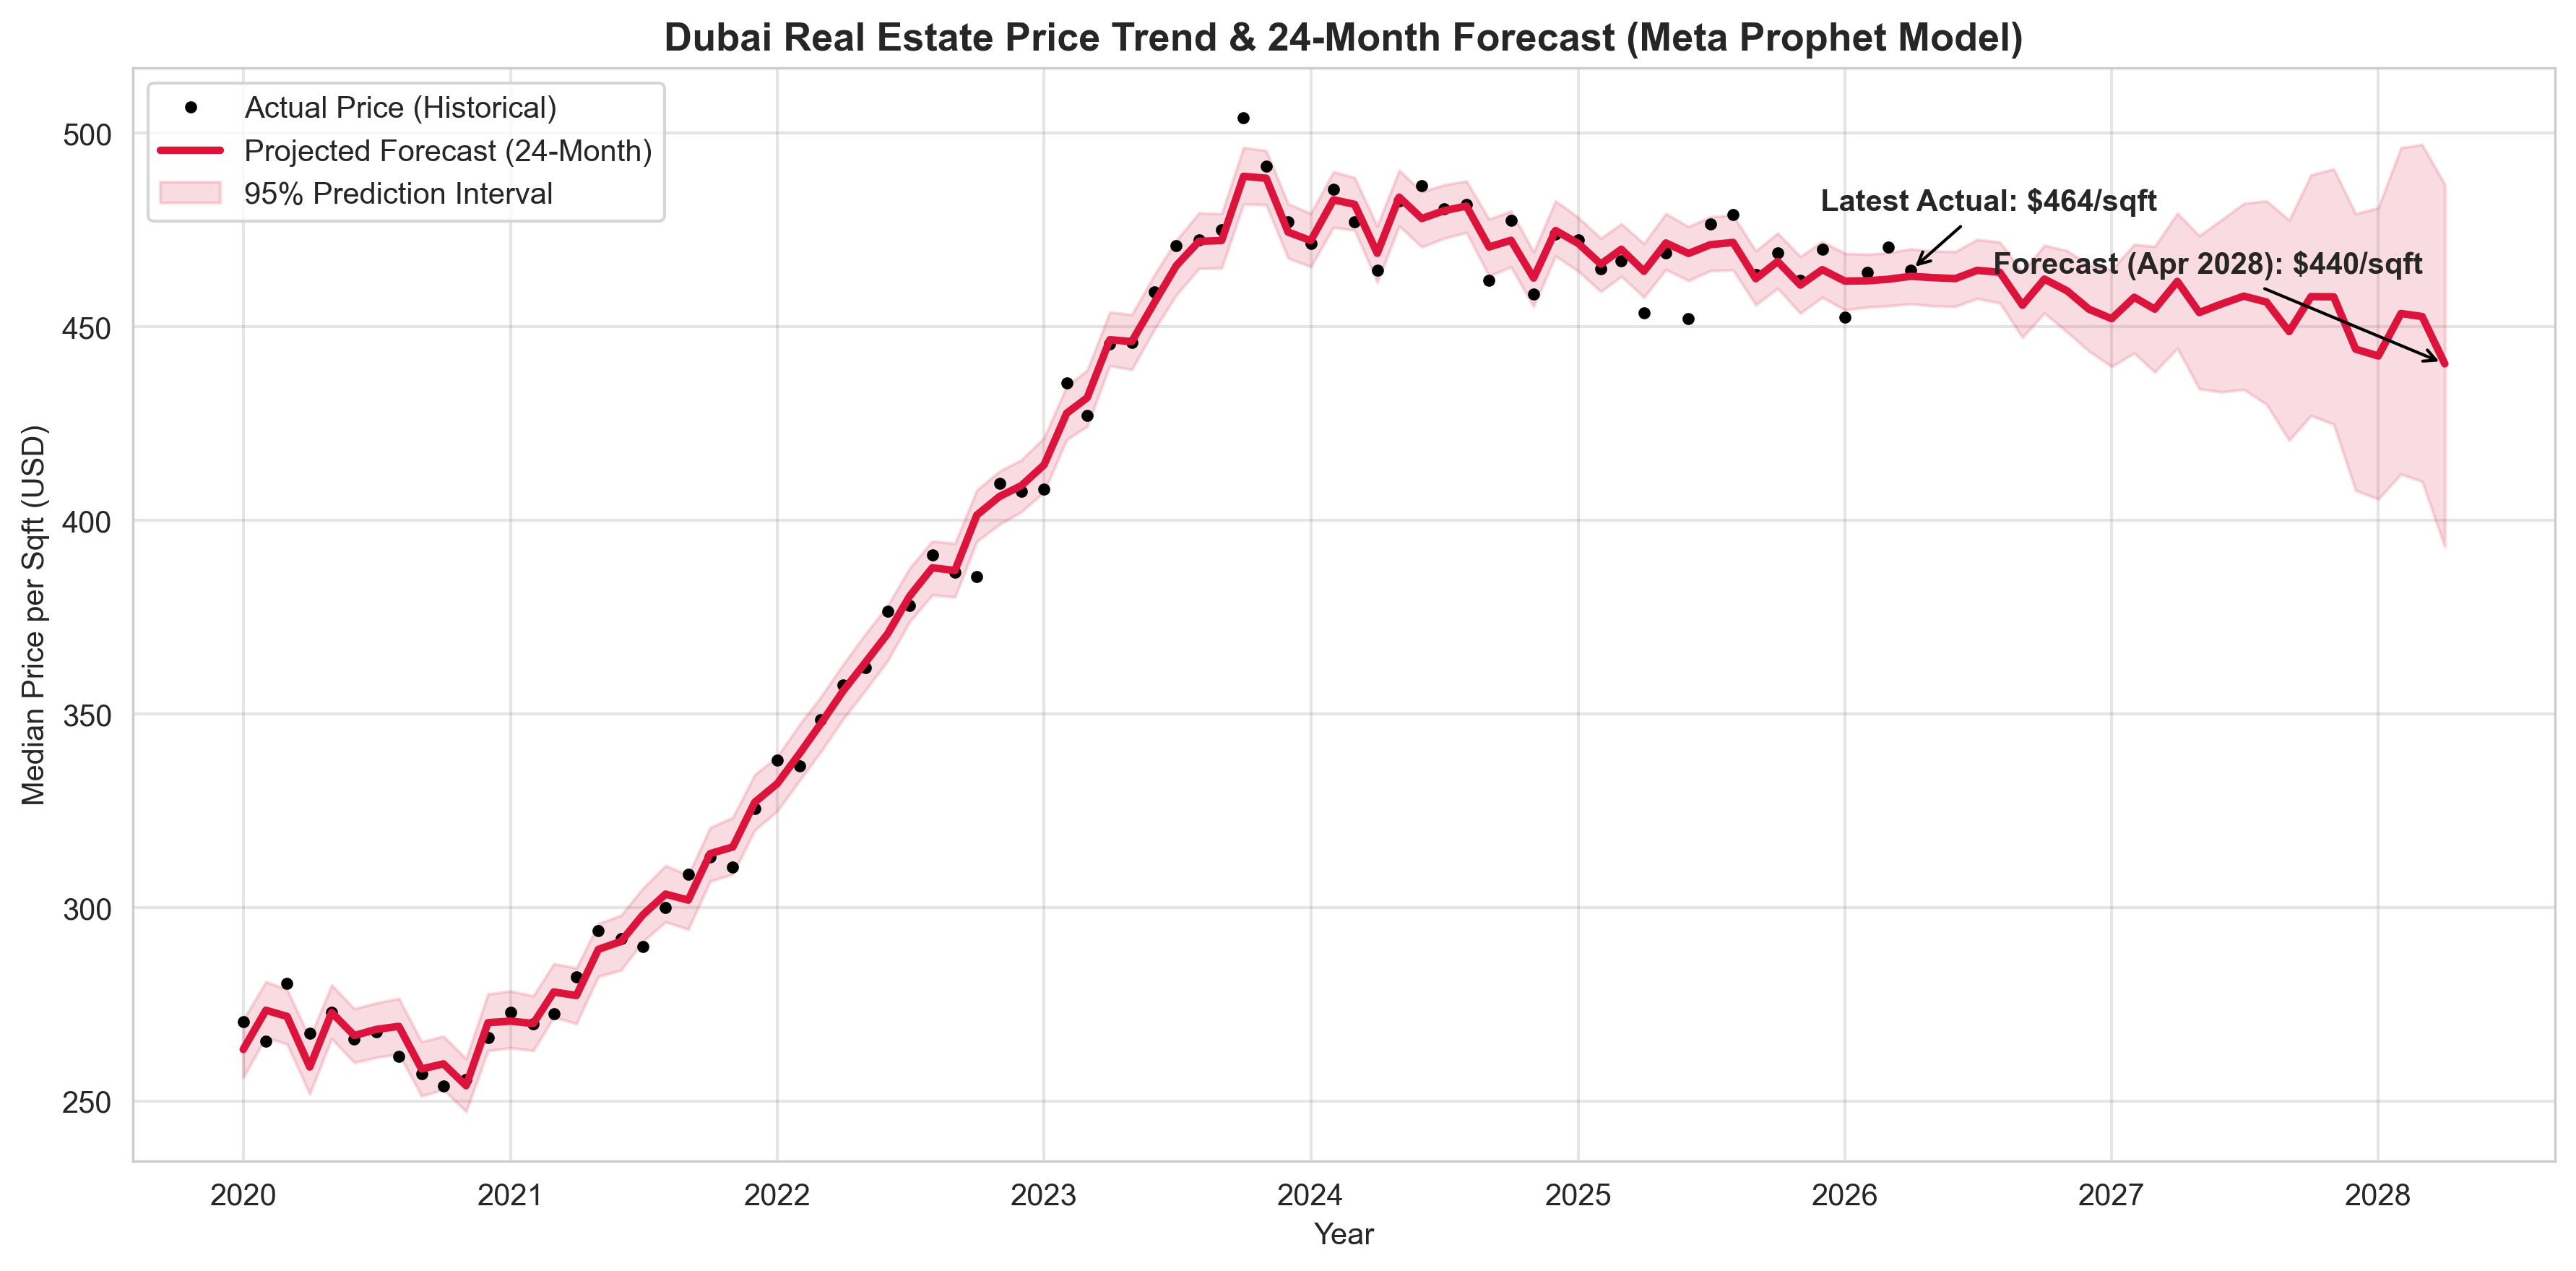 Dubai Real Estate Price Trend & 24-Month Forecast (Meta Prophet Model)
Actual Price (Historical)
Projected Forecast (24-Month)
95% Prediction Interval
Latest Actual: $464/sqft
Forecast (Apr 2028): $440/sqft
Median Price per Sqft (USD)
500
450
400
350
300
250
2020 2021 2022 2023 2024 2025 2026 2027 2028
Year